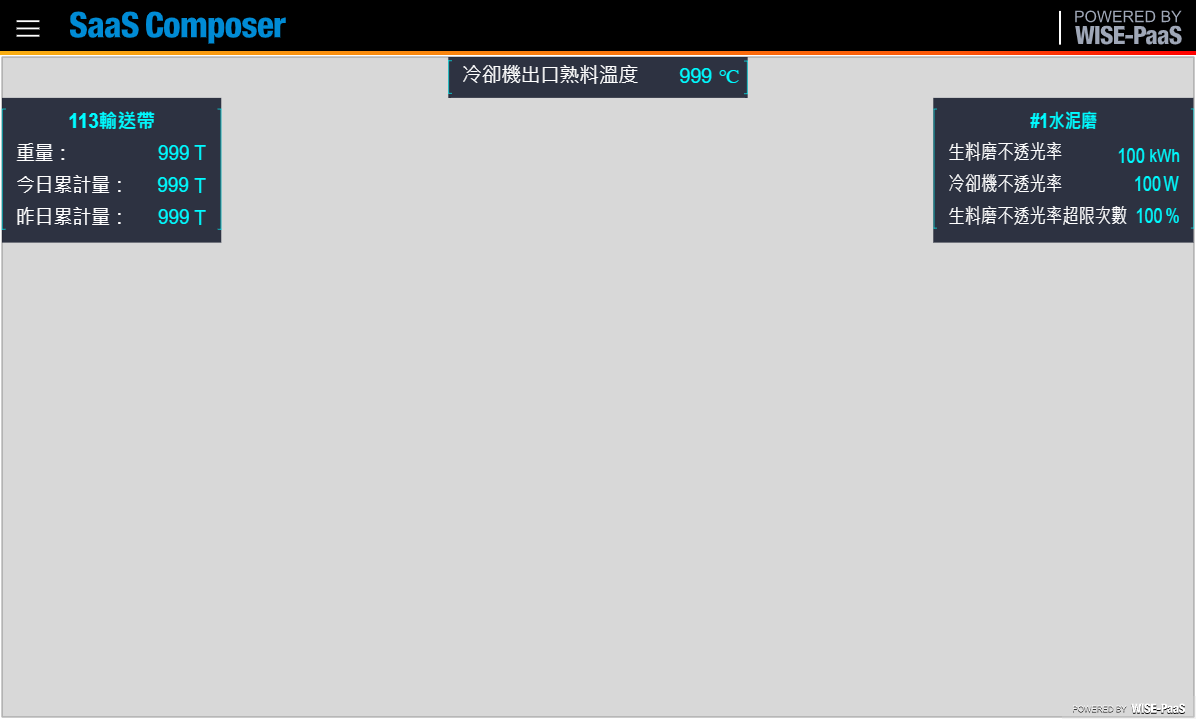 SaaS Composer
POWERED BY
WISE-PaaS
冷卻機出口熟料溫度 999 ℃
113輸送帶
重量： 999 T
今日累計量： 999 T
昨日累計量： 999 T
#1水泥磨
生料磨不透光率 100 kWh
冷卻機不透光率 100 W
生料磨不透光率超限次數 100 %
POWERED BY WISE-PaaS